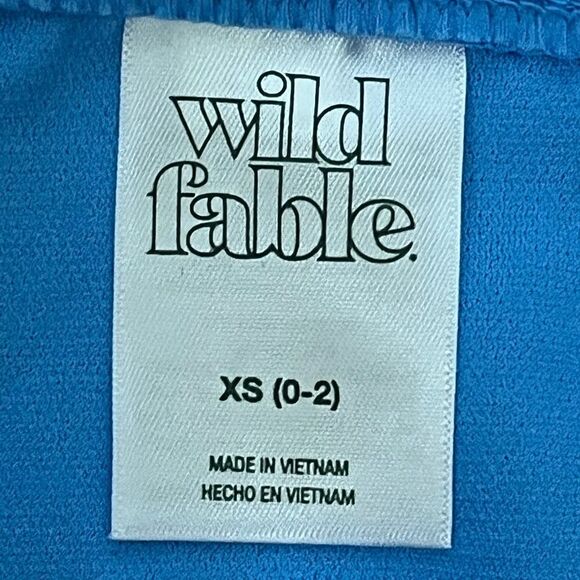 wild
fable.
XS (0-2)
MADE IN VIETNAM
HECHO EN VIETNAM